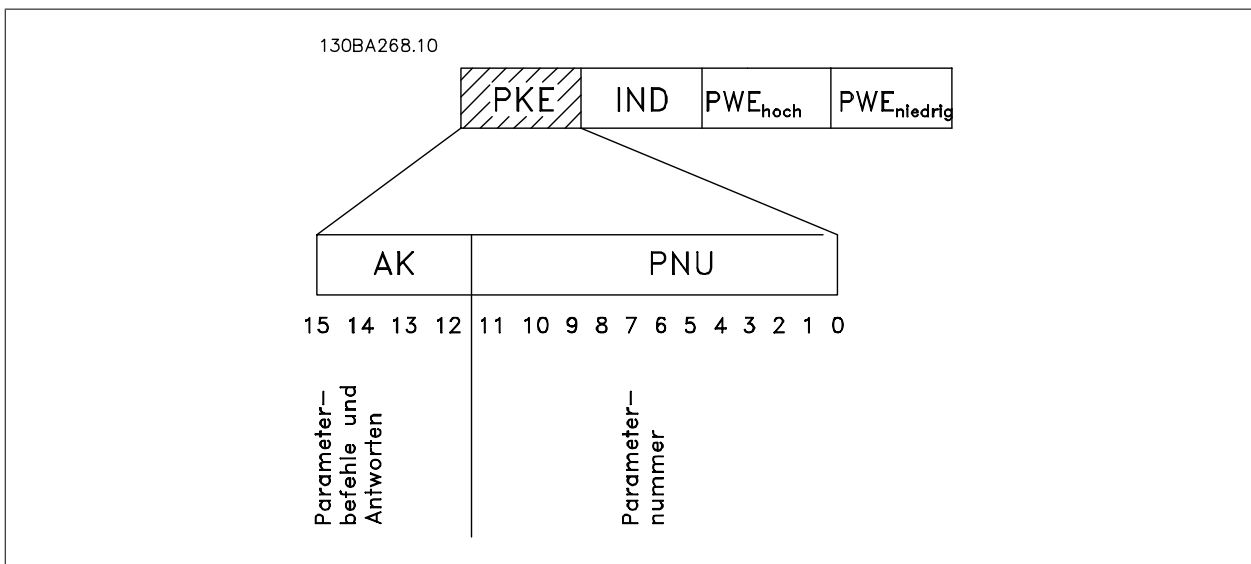 130BA268.10
PKE IND PWEhoch PWEniedrig
AK PNU
15 14 13 12 11 10 9 8 7 6 5 4 3 2 1 0
Parameter-
befehle und
Antworten
Parameter-
nummer